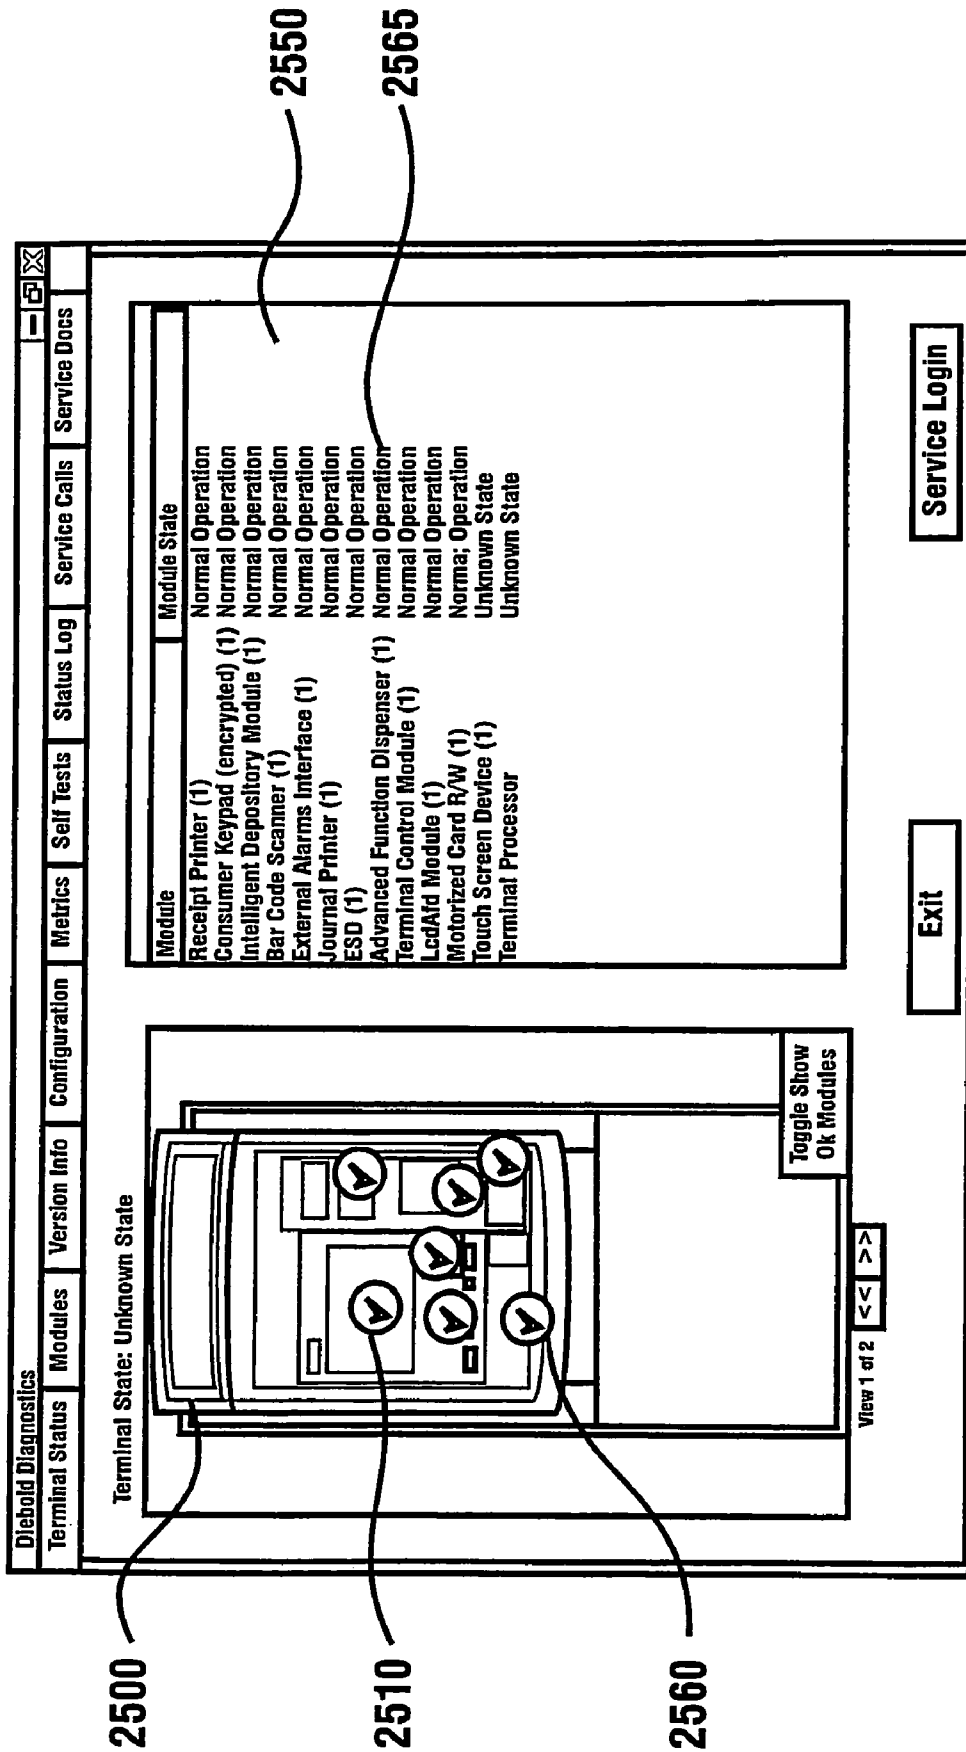 Diebold Diagnostics
Terminal Status Modules Version Info Configuration Metrics Self Tests Status Log Service Calls Service Docs
Terminal State: Unknown State
Module Module State
Receipt Printer (1) Normal Operation
Consumer Keypad (encrypted) (1) Normal Operation
Intelligent Depository Module (1) Normal Operation
Bar Code Scanner (1) Normal Operation
External Alarms Interface (1) Normal Operation
Journal Printer (1) Normal Operation
ESD (1) Normal Operation
Advanced Function Dispenser (1) Normal Operation
Terminal Control Module (1) Normal Operation
LcdAfd Module (1) Normal Operation
Motorized Card R/W (1) Norma; Operation
Touch Screen Device (1) Unknown State
Terminal Processor Unknown State
Toggle Show
Ok Modules
View 1 of 2 << >>
Exit Service Login
2500
2510
2560
2550
2565